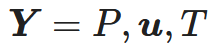 Y = P, u, T